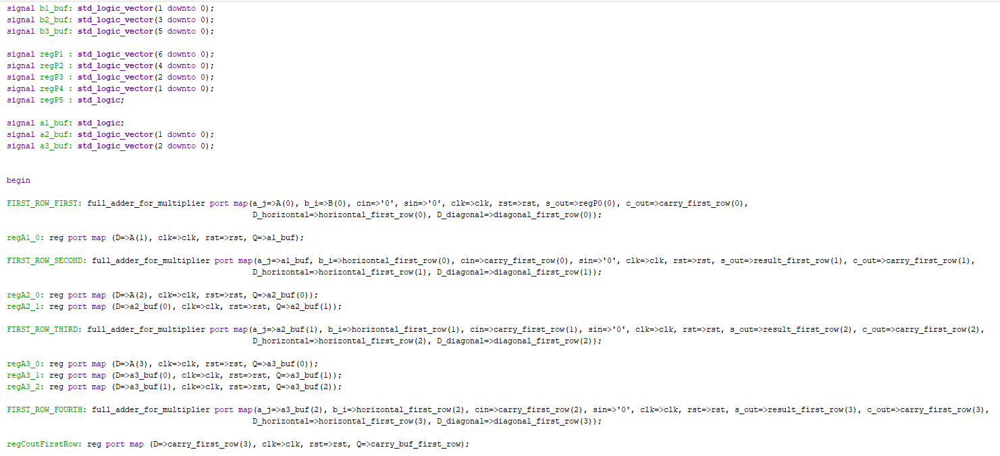 signal b1_buf: std_logic_vector(1 downto 0);
signal b2_buf: std_logic_vector(3 downto 0);
signal b3_buf: std_logic_vector(5 downto 0);
signal regP1 : std_logic_vector(6 downto 0);
signal regP2 : std_logic_vector(4 downto 0);
signal regP3 : std_logic_vector(2 downto 0);
signal regP4 : std_logic_vector(1 downto 0);
signal regP5 : std_logic;
signal a1_buf: std_logic;
signal a2_buf: std_logic_vector(1 downto 0);
signal a3_buf: std_logic_vector(2 downto 0);
begin
FIRST_ROW_FIRST: full_adder_for_multiplier port map(a_j=>A(0), b_i=>B(0), cin=>'0', sin=>'0', clk=>clk, rst=>rst, s_out=>regP0(0), c_out=>carry_first_row(0),
D_horizontal=>horizontal_first_row(0), D_diagonal=>diagonal_first_row(0));
regA1_0: reg port map (D=>A(1), clk=>clk, rst=>rst, Q=>a1_buf);
FIRST_ROW_SECOND: full_adder_for_multiplier port map(a_j=>a1_buf, b_i=>horizontal_first_row(0), cin=>carry_first_row(0), sin=>'0', clk=>clk, rst=>rst, s_out=>result_first_row(1), c_out=>carry_first_row(1),
D_horizontal=>horizontal_first_row(1), D_diagonal=>diagonal_first_row(1));
regA2_0: reg port map (D=>A(2), clk=>clk, rst=>rst, Q=>a2_buf(0));
regA2_1: reg port map (D=>a2_buf(0), clk=>clk, rst=>rst, Q=>a2_buf(1));
FIRST_ROW_THIRD: full_adder_for_multiplier port map(a_j=>a2_buf(1), b_i=>horizontal_first_row(1), cin=>carry_first_row(1), sin=>'0', clk=>clk, rst=>rst, s_out=>result_first_row(2), c_out=>carry_first_row(2),
D_horizontal=>horizontal_first_row(2), D_diagonal=>diagonal_first_row(2));
regA3_0: reg port map (D=>A(3), clk=>clk, rst=>rst, Q=>a3_buf(0));
regA3_1: reg port map (D=>a3_buf(0), clk=>clk, rst=>rst, Q=>a3_buf(1));
regA3_2: reg port map (D=>a3_buf(1), clk=>clk, rst=>rst, Q=>a3_buf(2));
FIRST_ROW_FOURTH: full_adder_for_multiplier port map(a_j=>a3_buf(2), b_i=>horizontal_first_row(2), cin=>carry_first_row(2), sin=>'0', clk=>clk, rst=>rst, s_out=>result_first_row(3), c_out=>carry_first_row(3),
D_horizontal=>horizontal_first_row(3), D_diagonal=>diagonal_first_row(3));
regCoutFirstRow: reg port map (D=>carry_first_row(3), clk=>clk, rst=>rst, Q=>carry_buf_first_row);